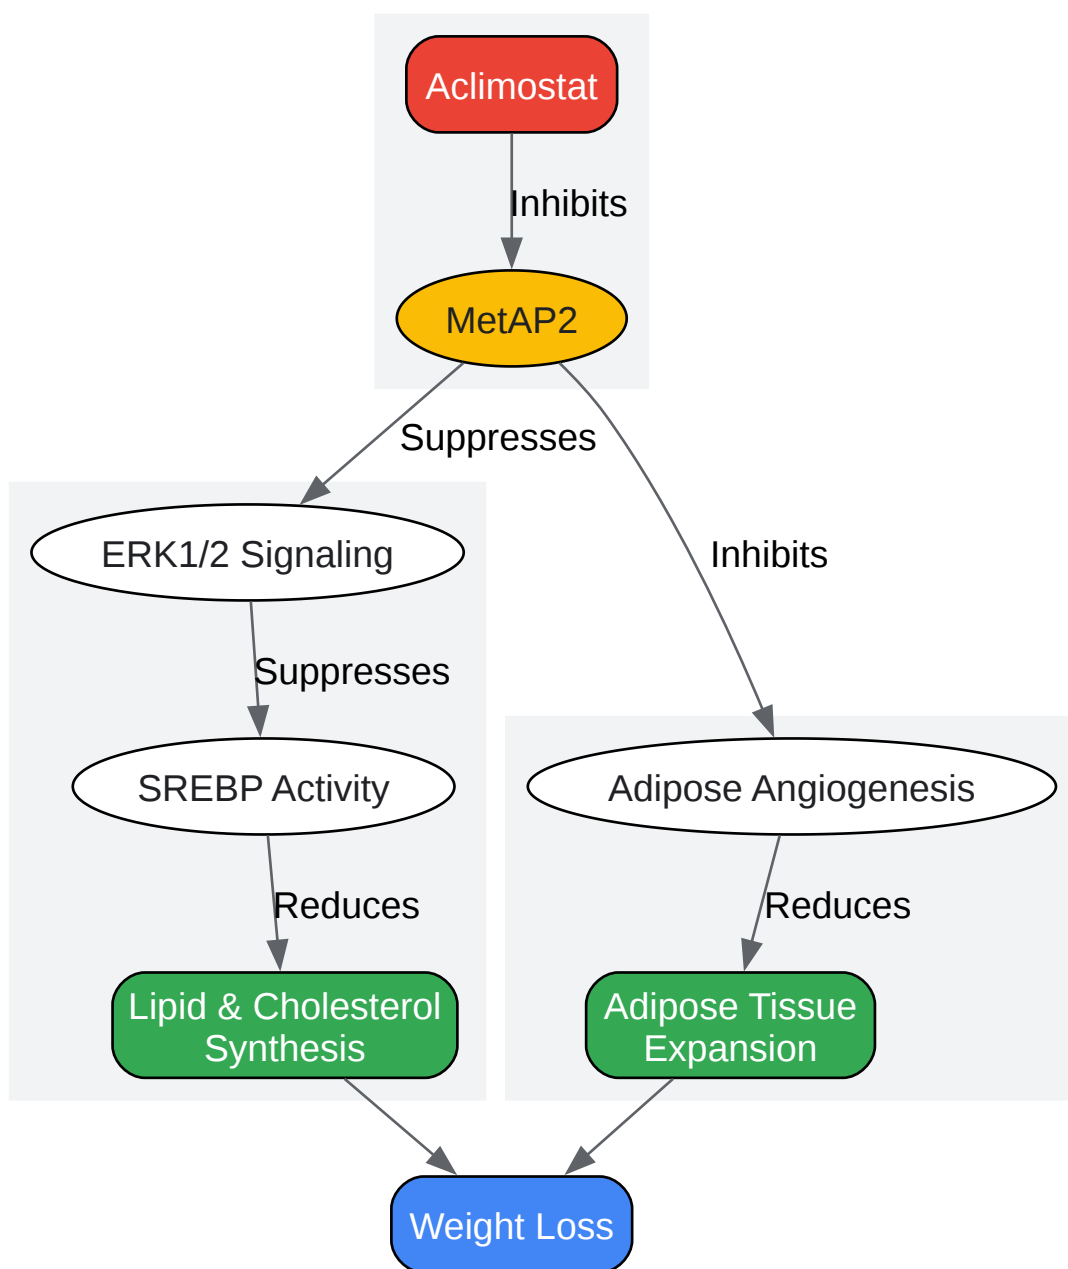 Aclimostat
Inhibits
MetAP2
Suppresses
ERK1/2 Signaling
Inhibits
Suppresses
SREBP Activity
Adipose Angiogenesis
Reduces
Reduces
Lipid & Cholesterol
Synthesis
Adipose Tissue
Expansion
Weight Loss